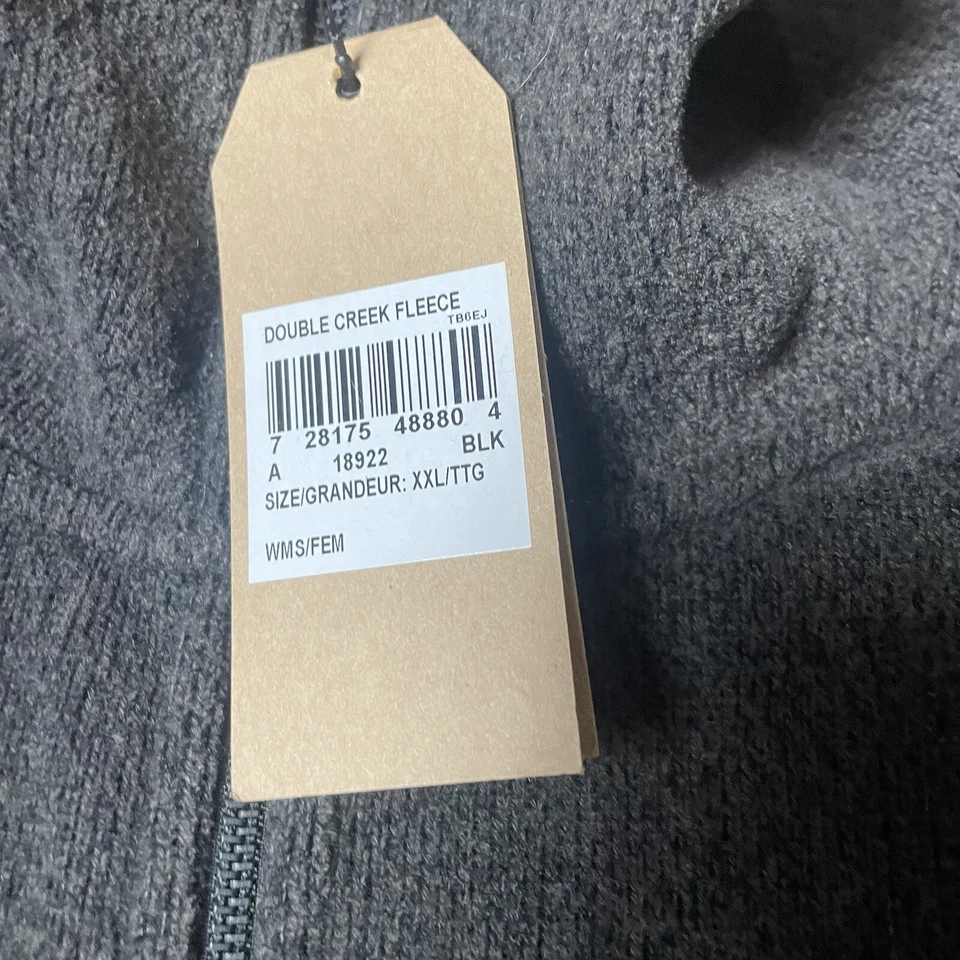 DOUBLE CREEK FLEECE
TB6EJ
7 28175 48880 4
A 18922 BLK
SIZE/GRANDEUR: XXL/TTG
WMS/FEM